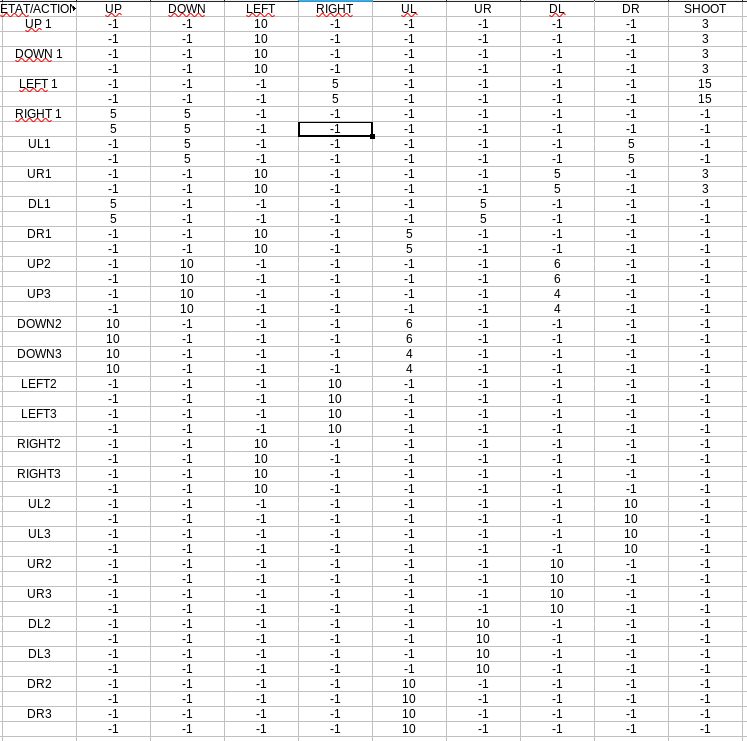 ETAT/ACTION UP DOWN LEFT RIGHT UL UR DL DR SHOOT
UP 1 -1 -1 10 -1 -1 -1 -1 -1 3
-1 -1 10 -1 -1 -1 -1 -1 3
DOWN 1 -1 -1 10 -1 -1 -1 -1 -1 3
-1 -1 10 -1 -1 -1 -1 -1 3
LEFT 1 -1 -1 -1 5 -1 -1 -1 -1 15
-1 -1 -1 5 -1 -1 -1 -1 15
RIGHT 1 5 5 -1 -1 -1 -1 -1 -1 -1
5 5 -1 -1 -1 -1 -1 -1 -1
UL1 -1 5 -1 -1 -1 -1 -1 5 -1
-1 5 -1 -1 -1 -1 -1 5 -1
UR1 -1 -1 10 -1 -1 -1 5 -1 3
-1 -1 10 -1 -1 -1 5 -1 3
DL1 5 -1 -1 -1 -1 5 -1 -1 -1
5 -1 -1 -1 -1 5 -1 -1 -1
DR1 -1 -1 10 -1 5 -1 -1 -1 -1
-1 -1 10 -1 5 -1 -1 -1 -1
UP2 -1 10 -1 -1 -1 -1 6 -1 -1
-1 10 -1 -1 -1 -1 6 -1 -1
UP3 -1 10 -1 -1 -1 -1 4 -1 -1
-1 10 -1 -1 -1 -1 4 -1 -1
DOWN2 10 -1 -1 -1 6 -1 -1 -1 -1
10 -1 -1 -1 6 -1 -1 -1 -1
DOWN3 10 -1 -1 -1 4 -1 -1 -1 -1
10 -1 -1 -1 4 -1 -1 -1 -1
LEFT2 -1 -1 -1 10 -1 -1 -1 -1 -1
-1 -1 -1 10 -1 -1 -1 -1 -1
LEFT3 -1 -1 -1 10 -1 -1 -1 -1 -1
-1 -1 -1 10 -1 -1 -1 -1 -1
RIGHT2 -1 -1 10 -1 -1 -1 -1 -1 -1
-1 -1 10 -1 -1 -1 -1 -1 -1
RIGHT3 -1 -1 10 -1 -1 -1 -1 -1 -1
-1 -1 10 -1 -1 -1 -1 -1 -1
UL2 -1 -1 -1 -1 -1 -1 -1 10 -1
-1 -1 -1 -1 -1 -1 -1 10 -1
UL3 -1 -1 -1 -1 -1 -1 -1 10 -1
-1 -1 -1 -1 -1 -1 -1 10 -1
UR2 -1 -1 -1 -1 -1 -1 10 -1 -1
-1 -1 -1 -1 -1 -1 10 -1 -1
UR3 -1 -1 -1 -1 -1 -1 10 -1 -1
-1 -1 -1 -1 -1 -1 10 -1 -1
DL2 -1 -1 -1 -1 -1 10 -1 -1 -1
-1 -1 -1 -1 -1 10 -1 -1 -1
DL3 -1 -1 -1 -1 -1 10 -1 -1 -1
-1 -1 -1 -1 -1 10 -1 -1 -1
DR2 -1 -1 -1 -1 10 -1 -1 -1 -1
-1 -1 -1 -1 10 -1 -1 -1 -1
DR3 -1 -1 -1 -1 10 -1 -1 -1 -1
-1 -1 -1 -1 10 -1 -1 -1 -1